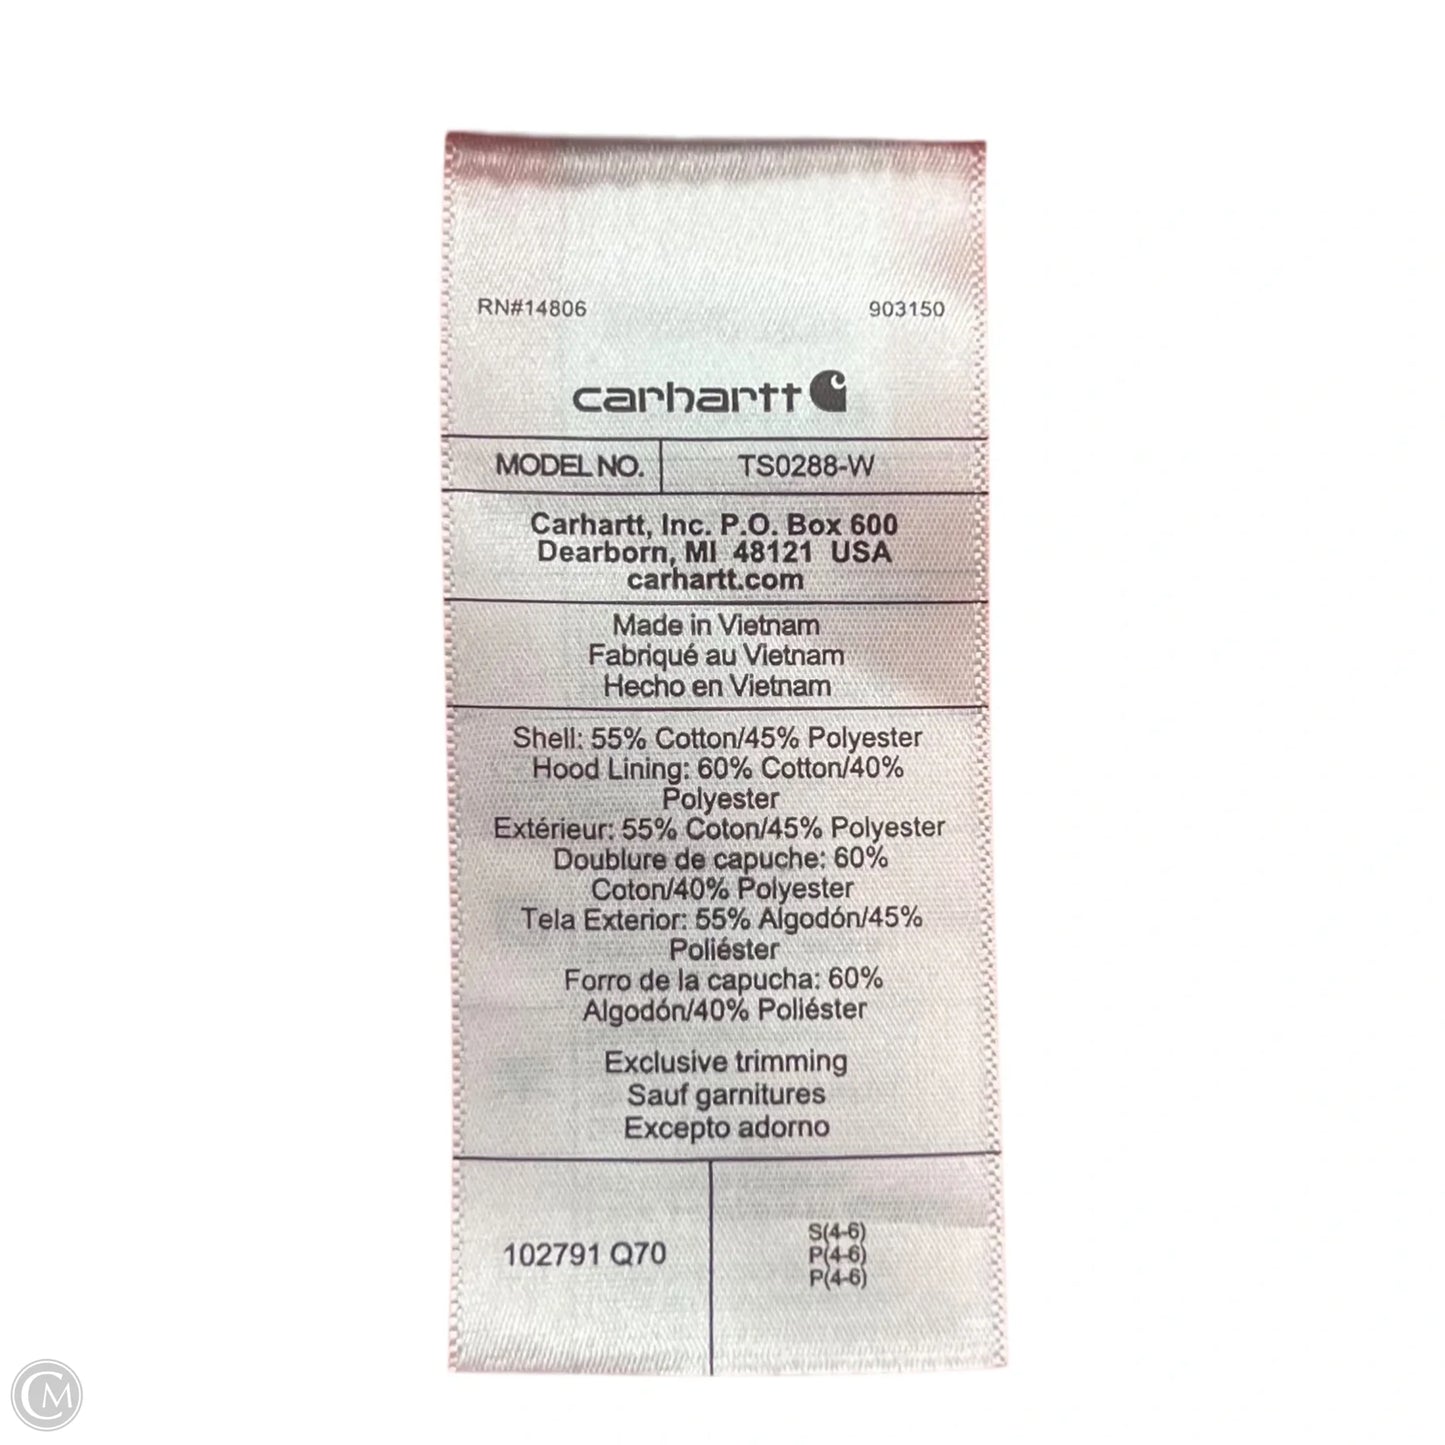 RN#14806 903150
carhartt
MODEL NO. TS0288-W
Carhartt, Inc. P.O. Box 600
Dearborn, MI 48121 USA
carhartt.com
Made in Vietnam
Fabriqué au Vietnam
Hecho en Vietnam
Shell: 55% Cotton/45% Polyester
Hood Lining: 60% Cotton/40%
Polyester
Extérieur: 55% Coton/45% Polyester
Doublure de capuche: 60%
Coton/40% Polyester
Tela Exterior: 55% Algodón/45%
Poliéster
Forro de la capucha: 60%
Algodón/40% Poliéster
Exclusive trimming
Sauf garnitures
Excepto adorno
102791 Q70
S(4-6)
P(4-6)
P(4-6)
CM